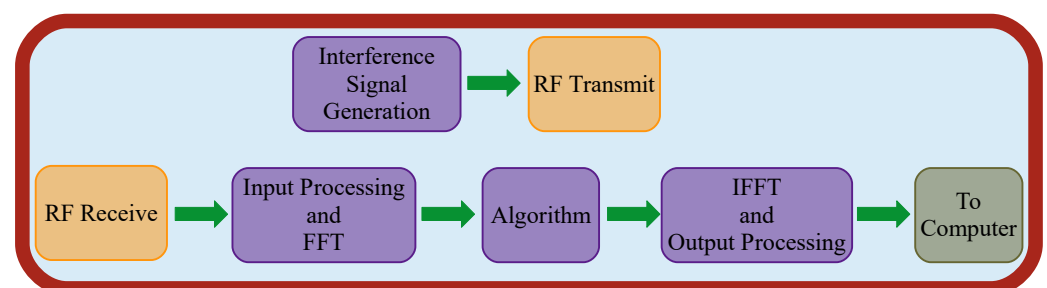 Interference
Signal
Generation
RF Transmit
RF Receive
Input Processing
and
FFT
Algorithm
IFFT
and
Output Processing
To
Computer